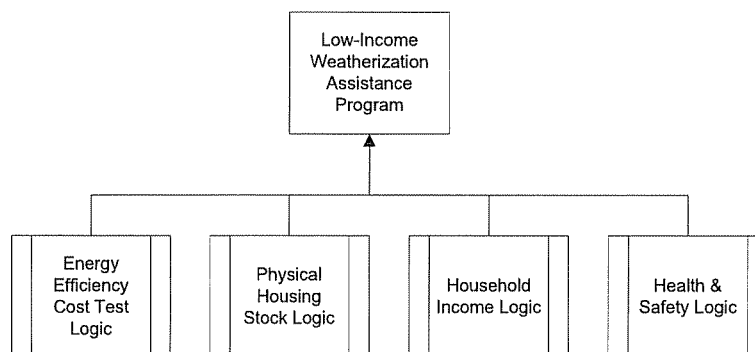 Low-Income
Weatherization
Assistance
Program
Energy
Efficiency
Cost Test
Logic
Physical
Housing
Stock Logic
Household
Income Logic
Health &
Safety Logic